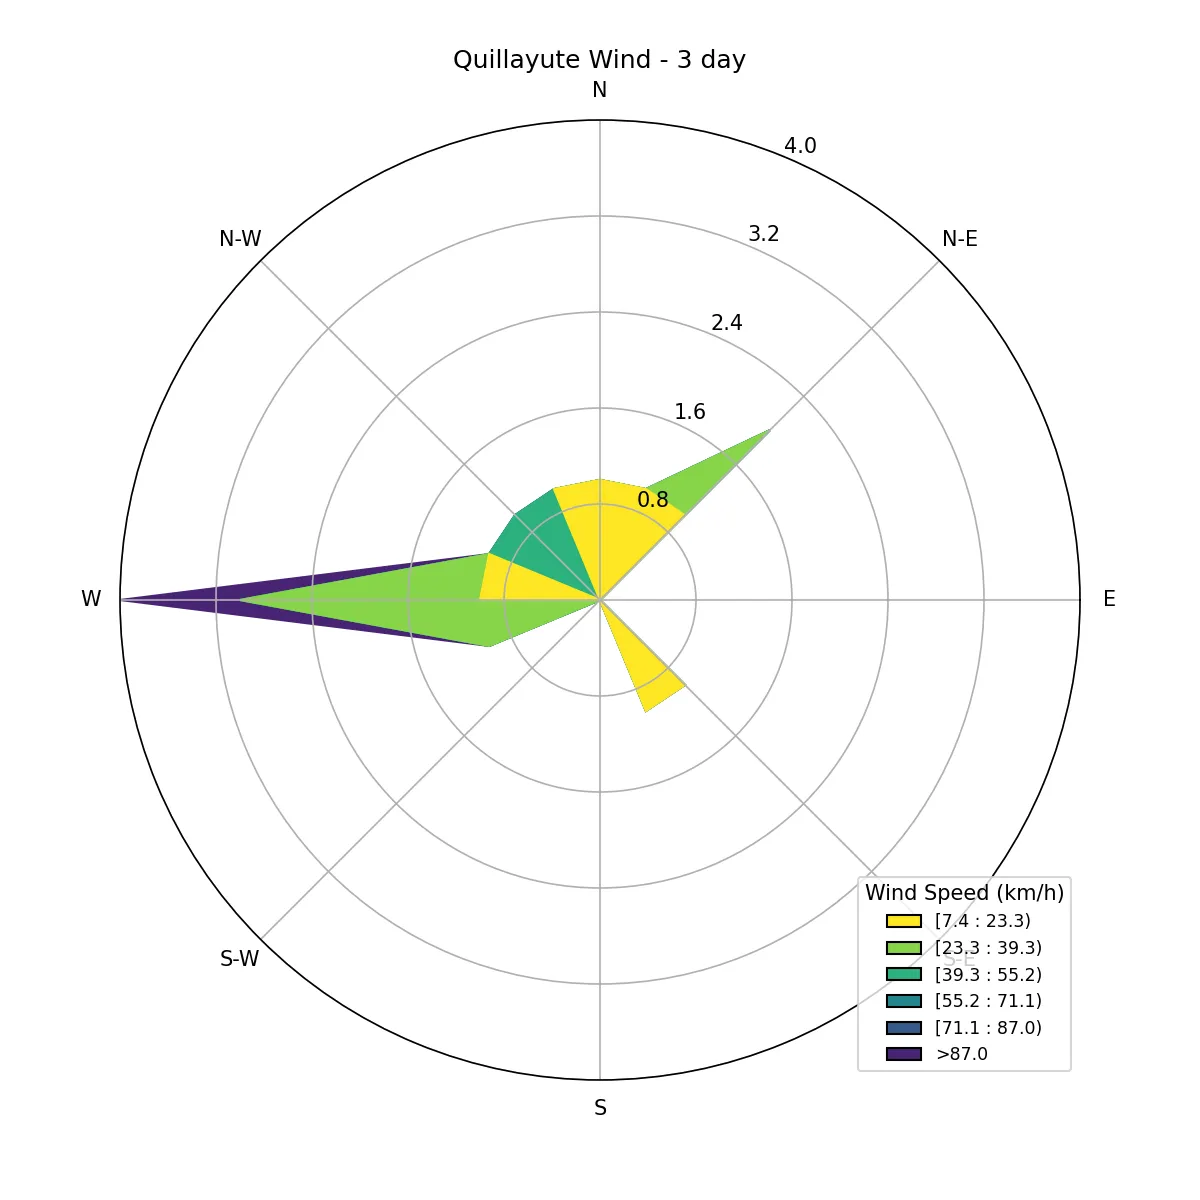 Quillayute Wind - 3 day
N
4.0
N-W
3.2
N-E
2.4
1.6
0.8
W
E
Wind Speed (km/h)
[7.4 : 23.3)
[23.3 : 39.3)
S-W
S-E
[39.3 : 55.2)
[55.2 : 71.1)
[71.1 : 87.0)
>87.0
S